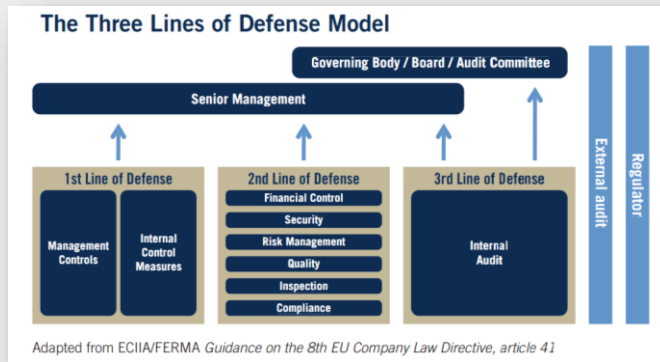 The Three Lines of Defense Model
Governing Body / Board / Audit Committee
Senior Management
1st Line of Defense
Management
Controls
Internal
Control
Measures
2nd Line of Defense
Financial Control
Security
Risk Management
Quality
Inspection
Compliance
3rd Line of Defense
Internal
Audit
External audit
Regulator
Adapted from ECIIA/FERMA Guidance on the 8th EU Company Law Directive, article 41